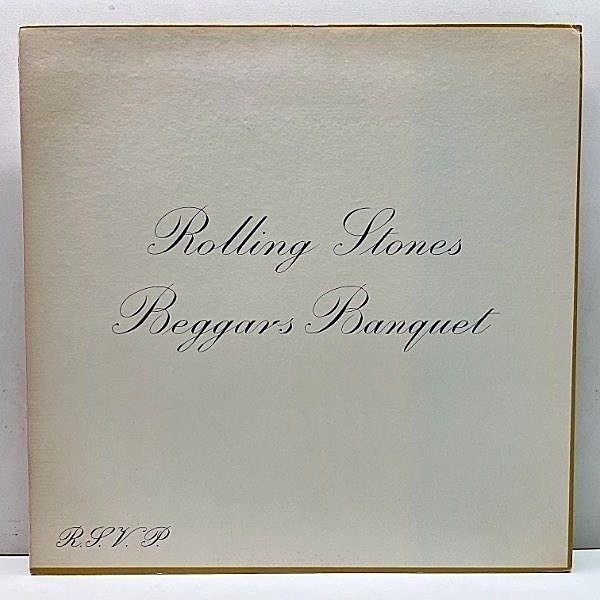 Rolling Stones
Beggars Banquet
R.S.V.P.